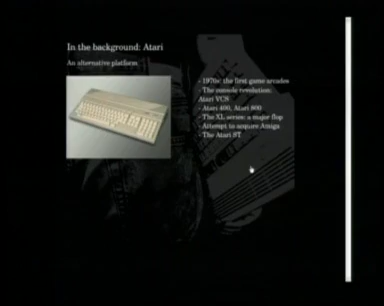 In the background: Atari
An alternative platform
- 1970s: the first game arcades
- The console revolution:
Atari VCS
- Atari 400, Atari 800
- The XL series: a major flop
- Attempt to acquire Amiga
- The Atari ST